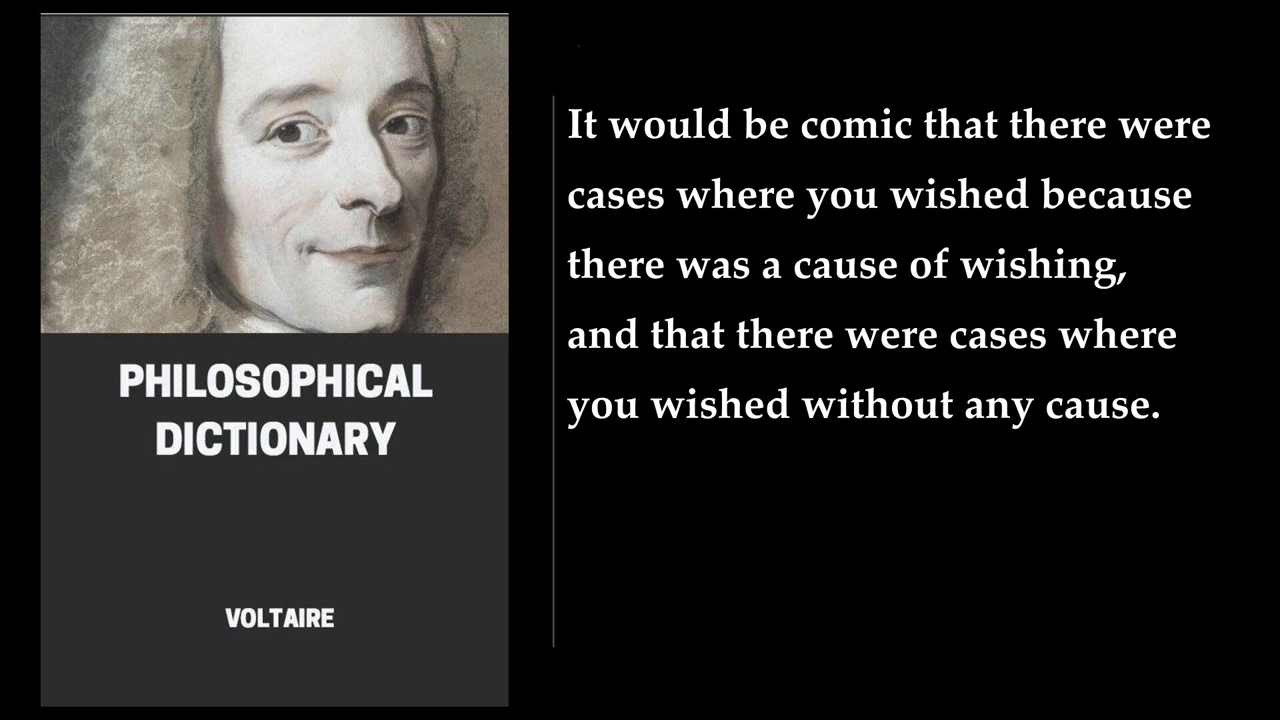 PHILOSOPHICAL
DICTIONARY
VOLTAIRE
It would be comic that there were
cases where you wished because
there was a cause of wishing,
and that there were cases where
you wished without any cause.